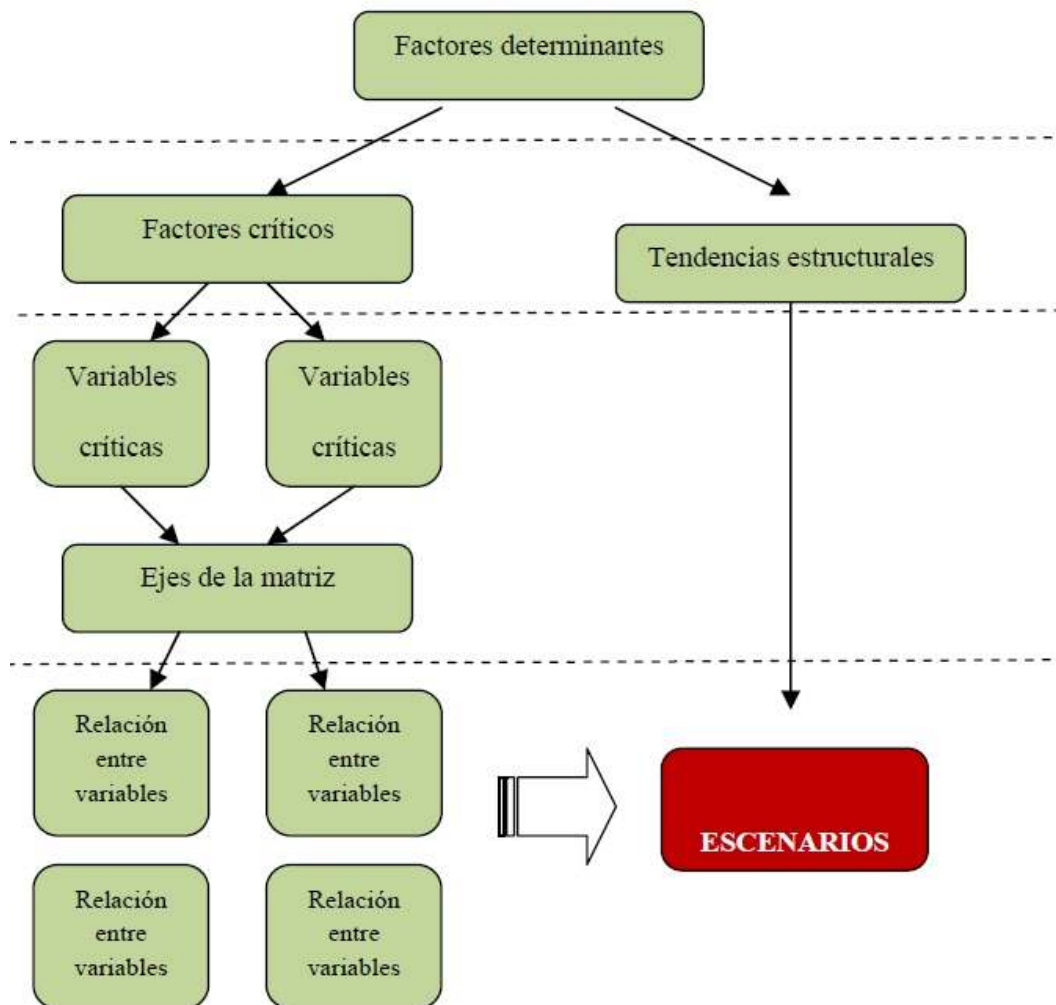 Factores determinantes
Factores críticos
Tendencias estructurales
Variables
críticas
Variables
críticas
Ejes de la matriz
Relación
entre
variables
Relación
entre
variables
ESCENARIOS
Relación
entre
variables
Relación
entre
variables